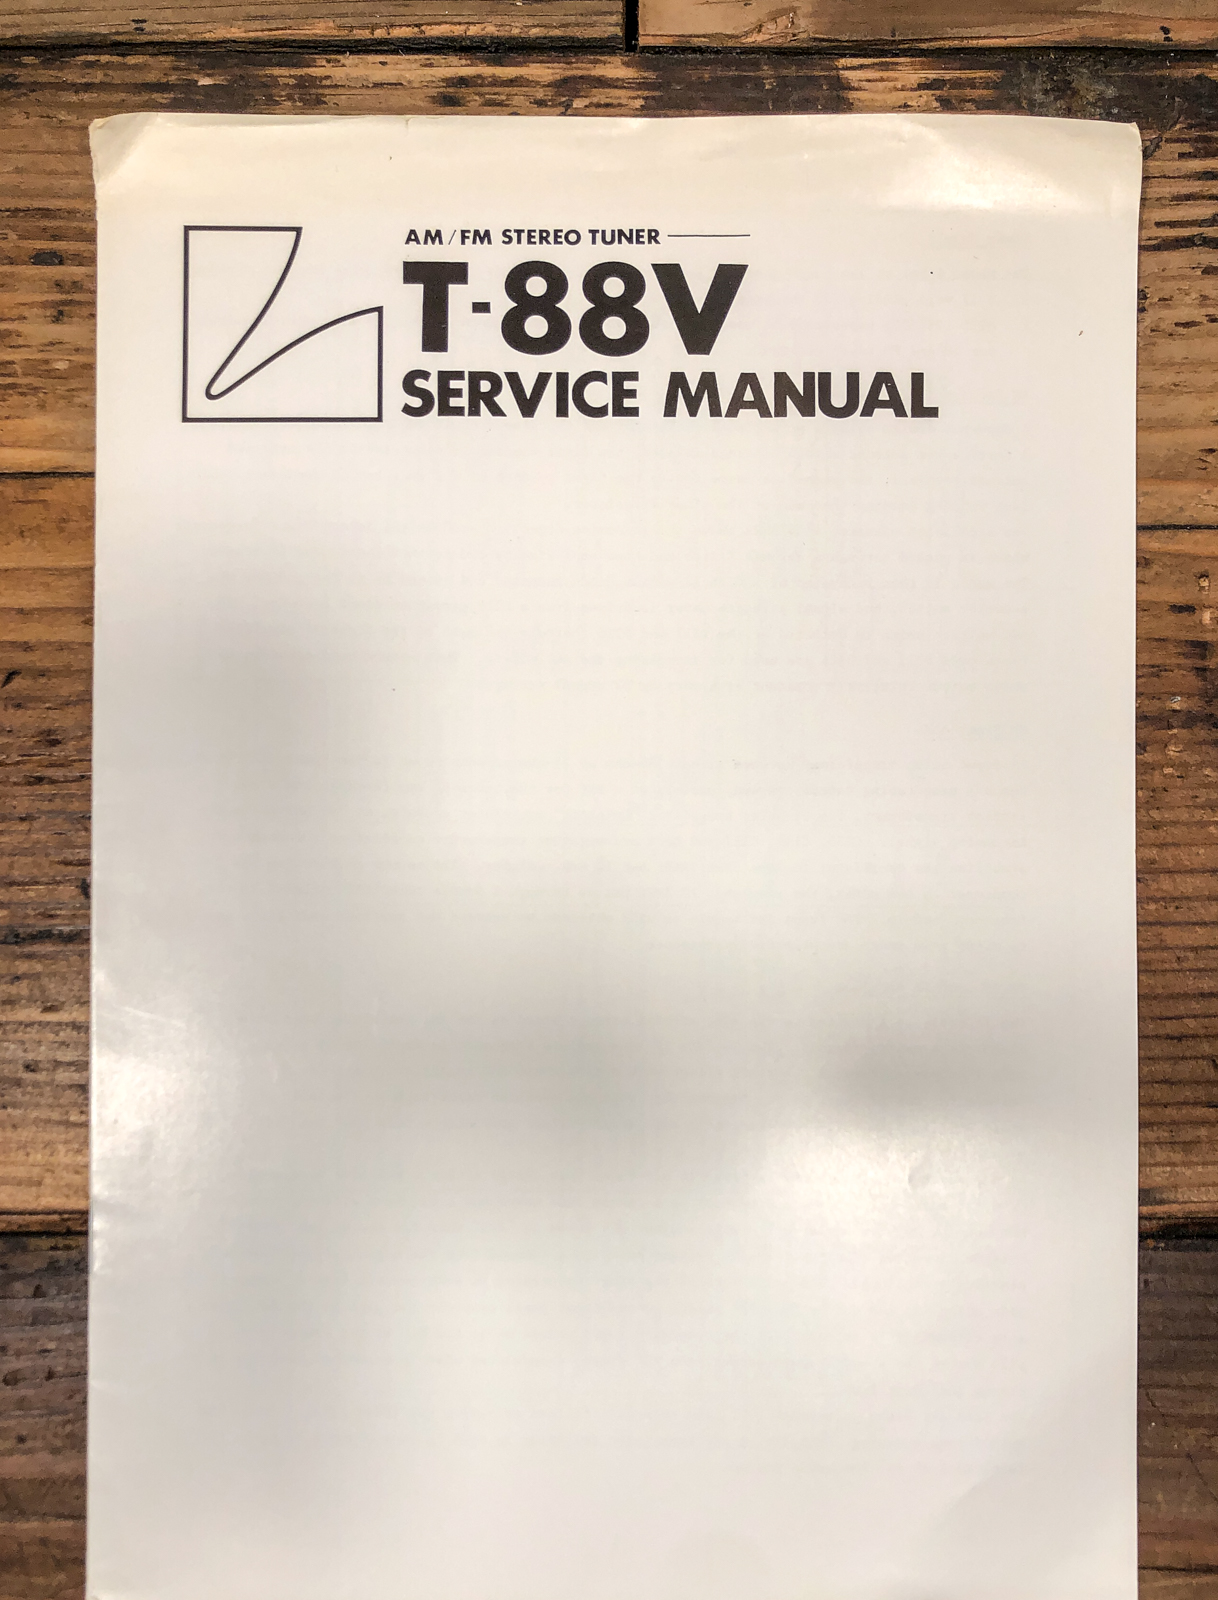 AM/FM STEREO TUNER
T-88V
SERVICE MANUAL